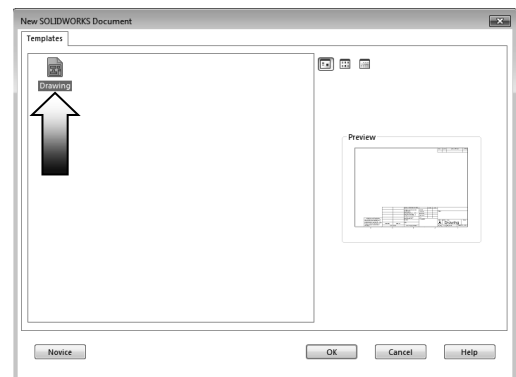 New SOLIDWORKS Document
Templates
Drawing
Preview
A Drawing
Novice
OK
Cancel
Help